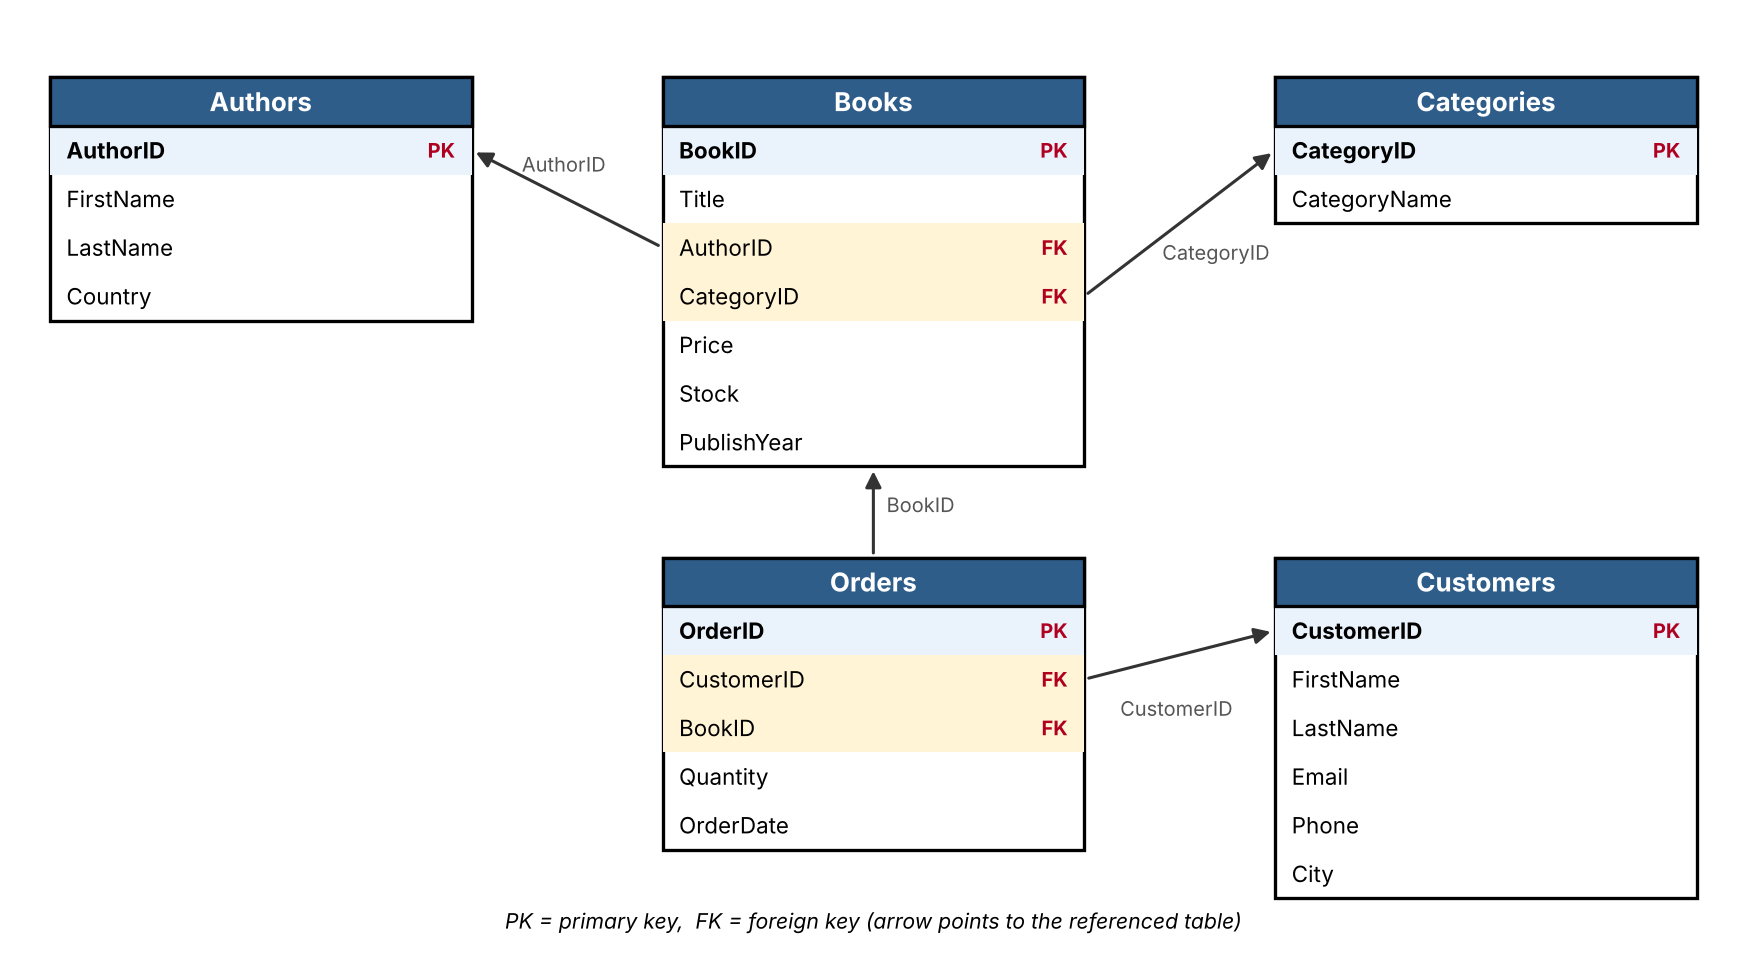 Authors
AuthorID PK
FirstName
LastName
Country
AuthorID
Books
BookID PK
Title
AuthorID FK
CategoryID FK
Price
Stock
PublishYear
CategoryID
Categories
CategoryID PK
CategoryName
BookID
Orders
OrderID PK
CustomerID FK
BookID FK
Quantity
OrderDate
CustomerID
Customers
CustomerID PK
FirstName
LastName
Email
Phone
City
PK = primary key, FK = foreign key (arrow points to the referenced table)